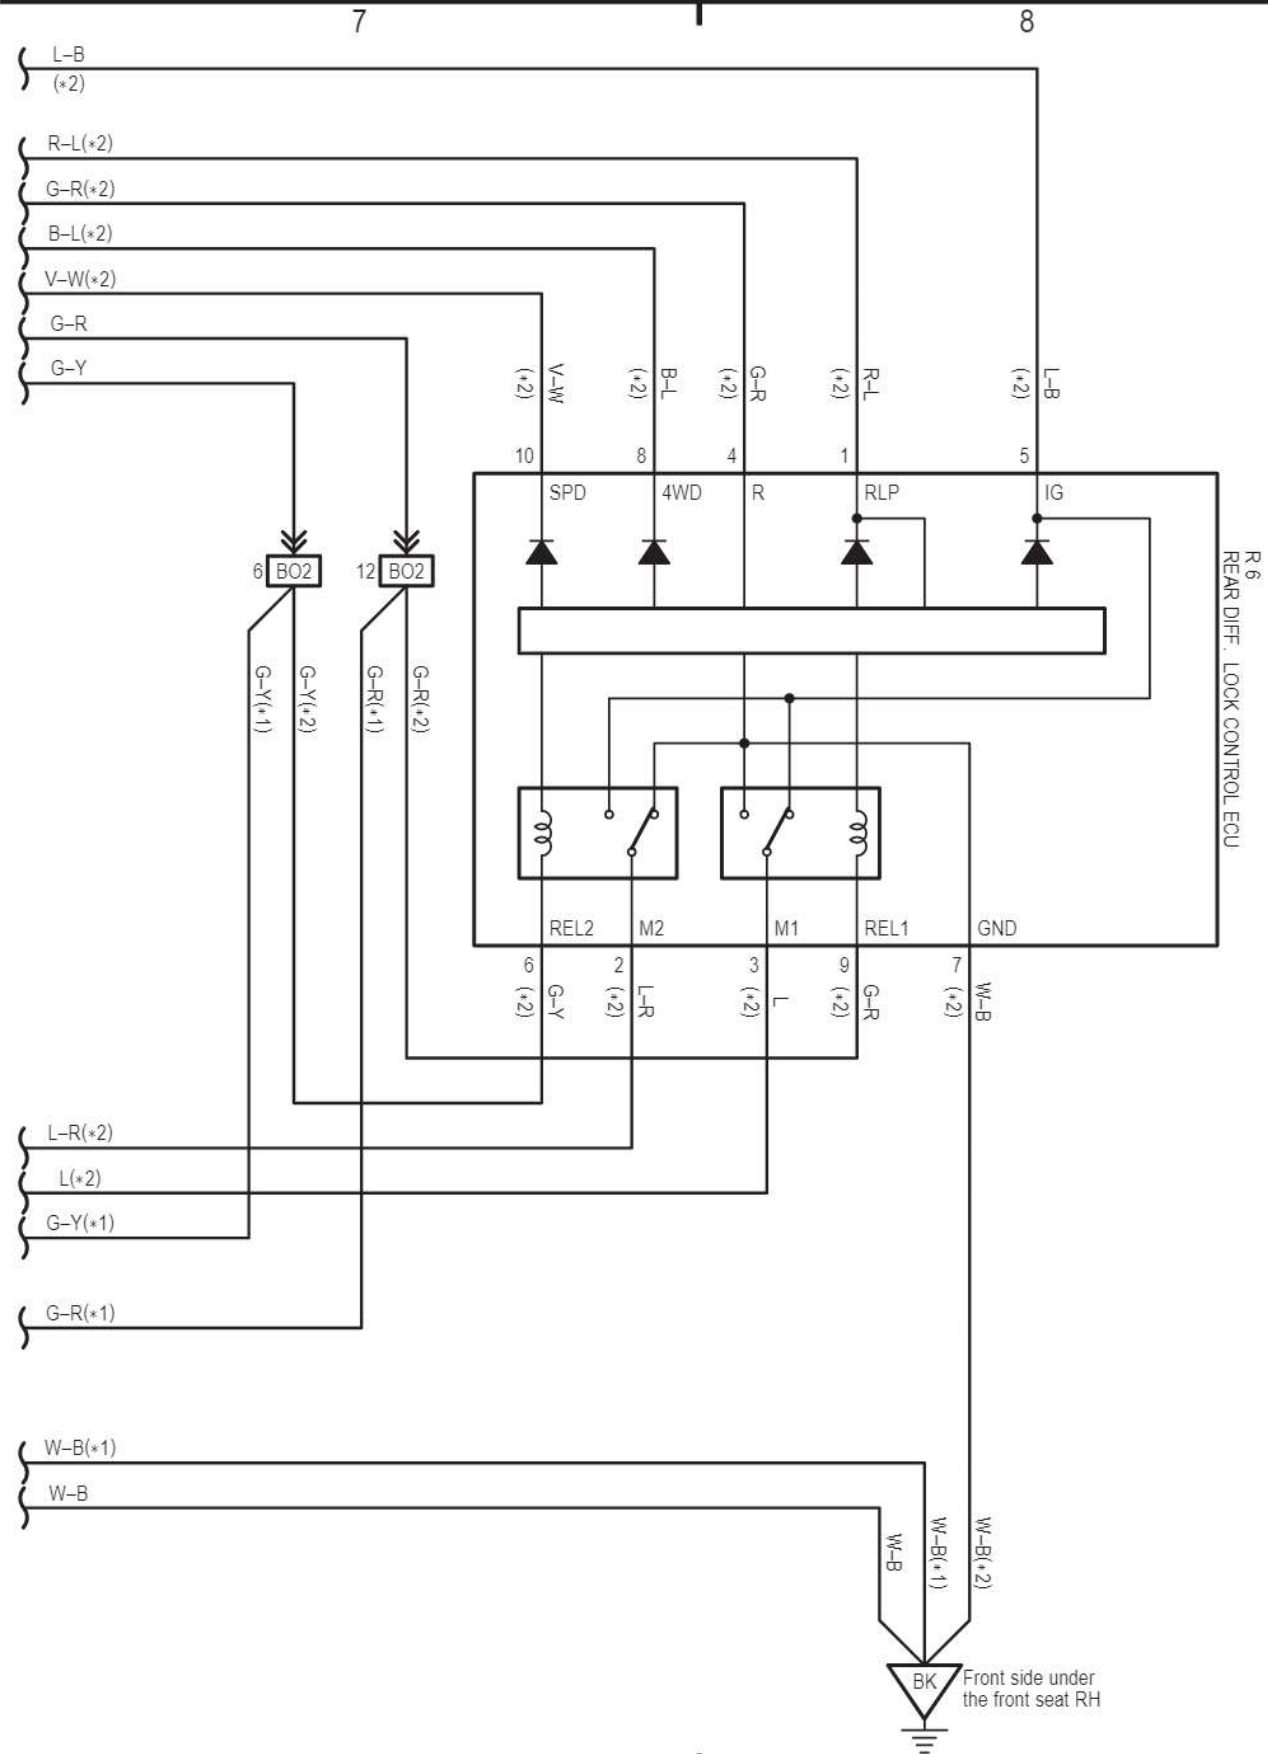 7
8
L–B
(*2)
R–L(*2)
G–R(*2)
B–L(*2)
V–W(*2)
G–R
G–Y
V–W
(*2)
B–L
(*2)
G–R
(*2)
R–L
(*2)
L–B
(*2)
10
8
4
1
5
SPD
4WD
R
RLP
IG
6 BO2
12 BO2
R 6
REAR DIFF. LOCK CONTROL ECU
G–Y(*1)
G–Y(*2)
G–R(*1)
G–R(*2)
REL2
M2
M1
REL1
GND
6
2
3
9
7
G–Y
(*2)
L–R
(*2)
L
(*2)
G–R
(*2)
W–B
(*2)
L–R(*2)
L(*2)
G–Y(*1)
G–R(*1)
W–B(*1)
W–B
W–B
W–B(*1)
W–B(*2)
BK
Front side under
the front seat RH